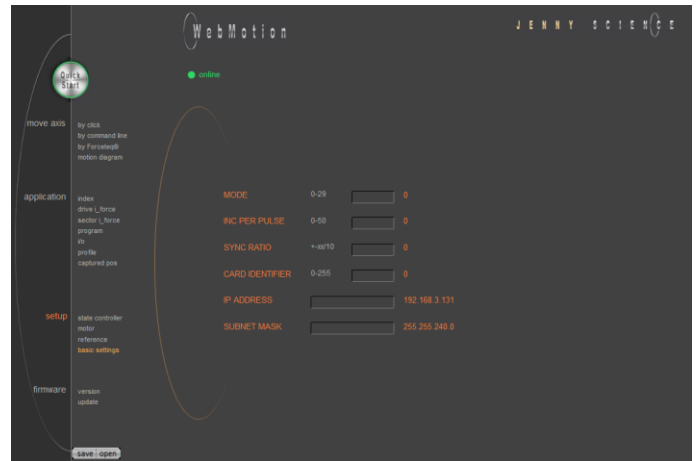 WebMotion
JENNY SCIENCE
Quick
Start
online
move axis
by click
by command line
by Forceteq®
motion diagram
application
index
drive i_force
sector i_force
program
i/o
profile
captured pos
setup
state controller
motor
reference
basic settings
firmware
version
update
save open
MODE 0-29 0
INC PER PULSE 0-50 0
SYNC RATIO +-xx/10 0
CARD IDENTIFIER 0-255 0
IP ADDRESS 192.168.3.131
SUBNET MASK 255.255.240.0